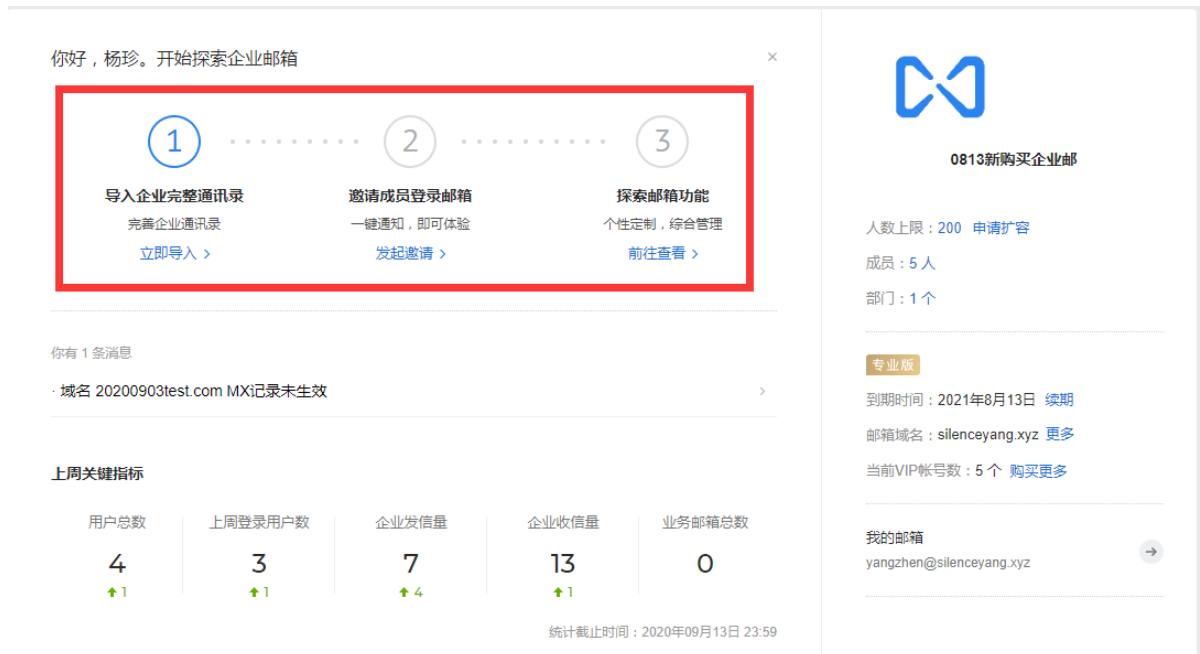 你好，杨珍。开始探索企业邮箱
×
1
2
3
导入企业完整通讯录
邀请成员登录邮箱
探索邮箱功能
完善企业通讯录
一键通知，即可体验
个性定制，综合管理
立即导入 >
发起邀请 >
前往查看 >
你有 1 条消息
· 域名 20200903test.com MX记录未生效
上周关键指标
用户总数
上周登录用户数
企业发信量
企业收信量
业务邮箱总数
4
3
7
13
0
1
1
4
1
统计截止时间：2020年09月13日 23:59
0813新购买企业邮
人数上限：200 申请扩容
成员：5 人
部门：1 个
专业版
到期时间：2021年8月13日 续期
邮箱域名：silenceyang.xyz 更多
当前VIP帐号数：5 个 购买更多
我的邮箱
yangzhen@silenceyang.xyz